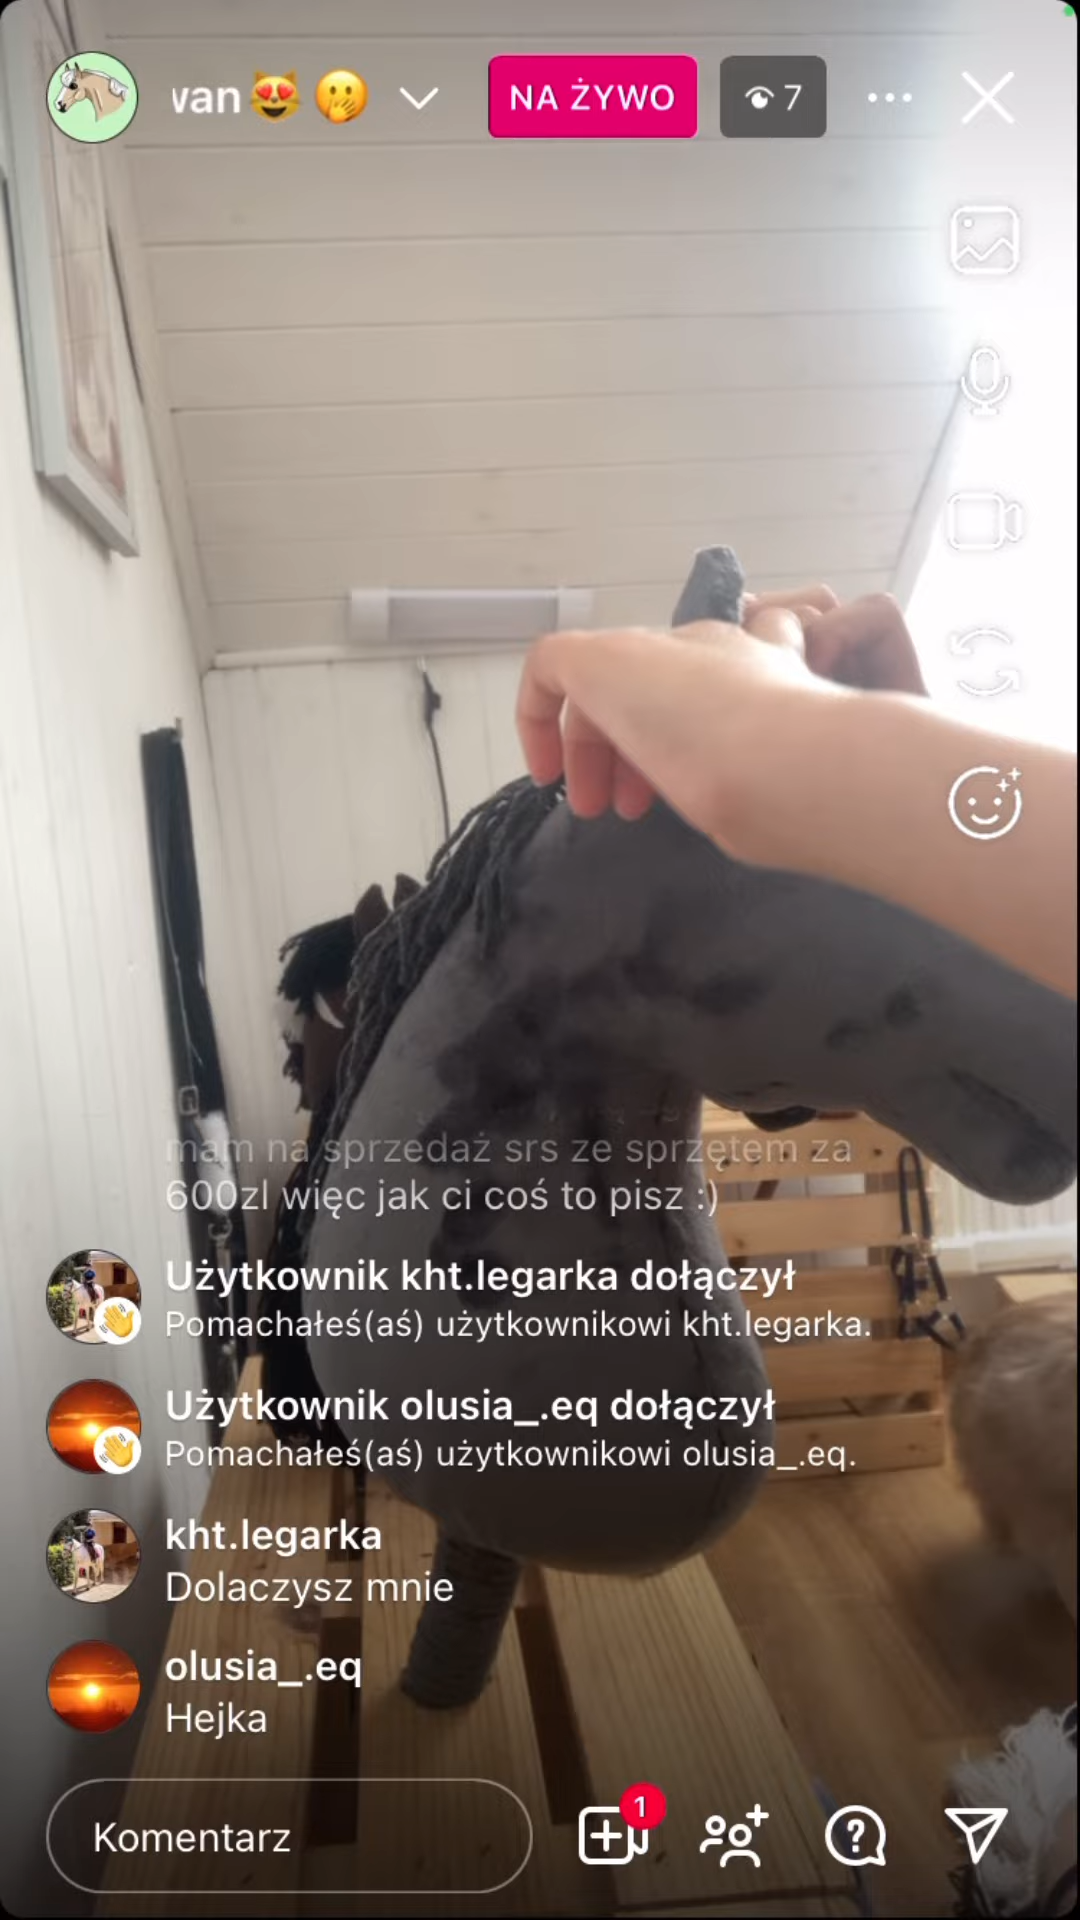 van😻🫢
NA ŻYWO
7
mam na sprzedaż srs ze sprzętem za
600zl więc jak ci coś to pisz :)
Użytkownik kht.legarka dołączył
Pomachałeś(aś) użytkownikowi kht.legarka.
Użytkownik olusia_.eq dołączył
Pomachałeś(aś) użytkownikowi olusia_.eq.
kht.legarka
Dolaczysz mnie
olusia_.eq
Hejka
Komentarz
1